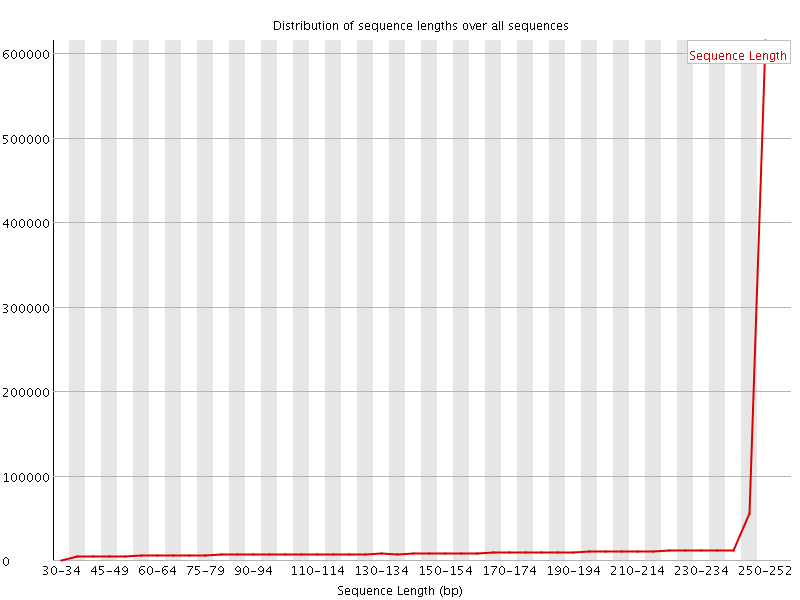 Distribution of sequence lengths over all sequences
Sequence Length
600000
500000
400000
300000
200000
100000
0
30-34 45-49 60-64 75-79 90-94 110-114 130-134 150-154 170-174 190-194 210-214 230-234 250-252
Sequence Length (bp)